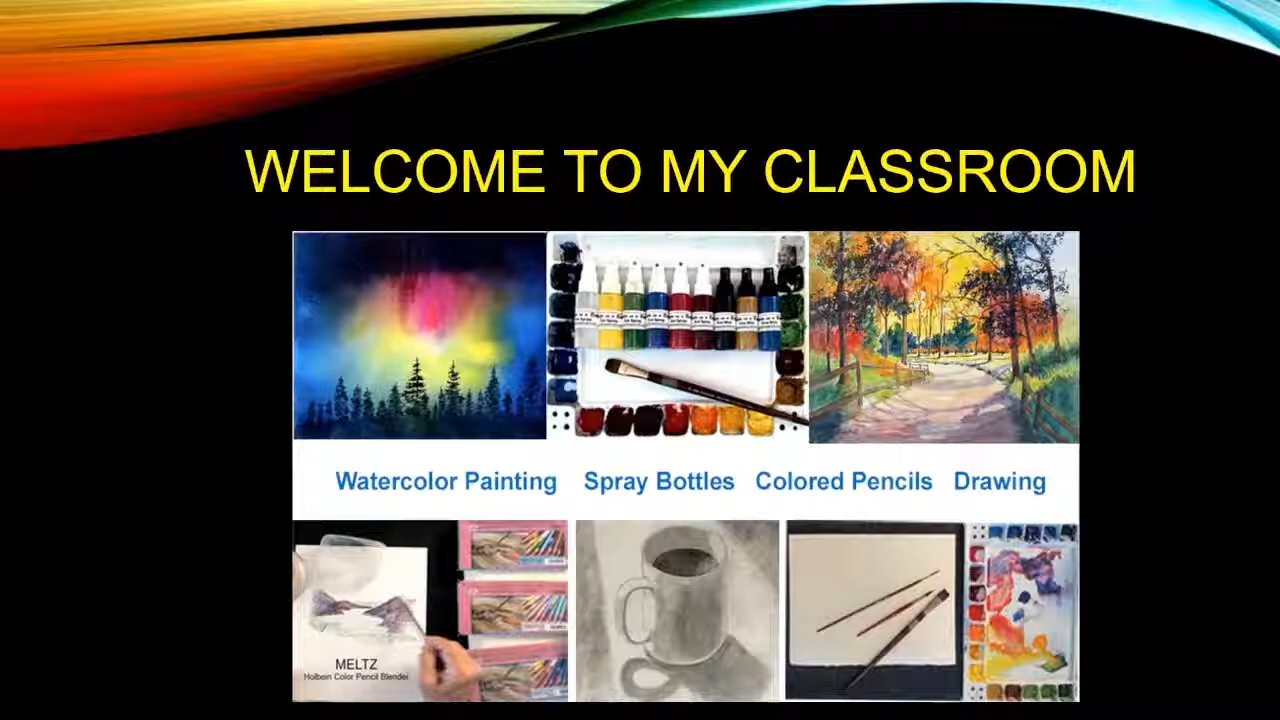 WELCOME TO MY CLASSROOM
Watercolor Painting Spray Bottles Colored Pencils Drawing
MELTZ
Holbein Color Pencil Blender